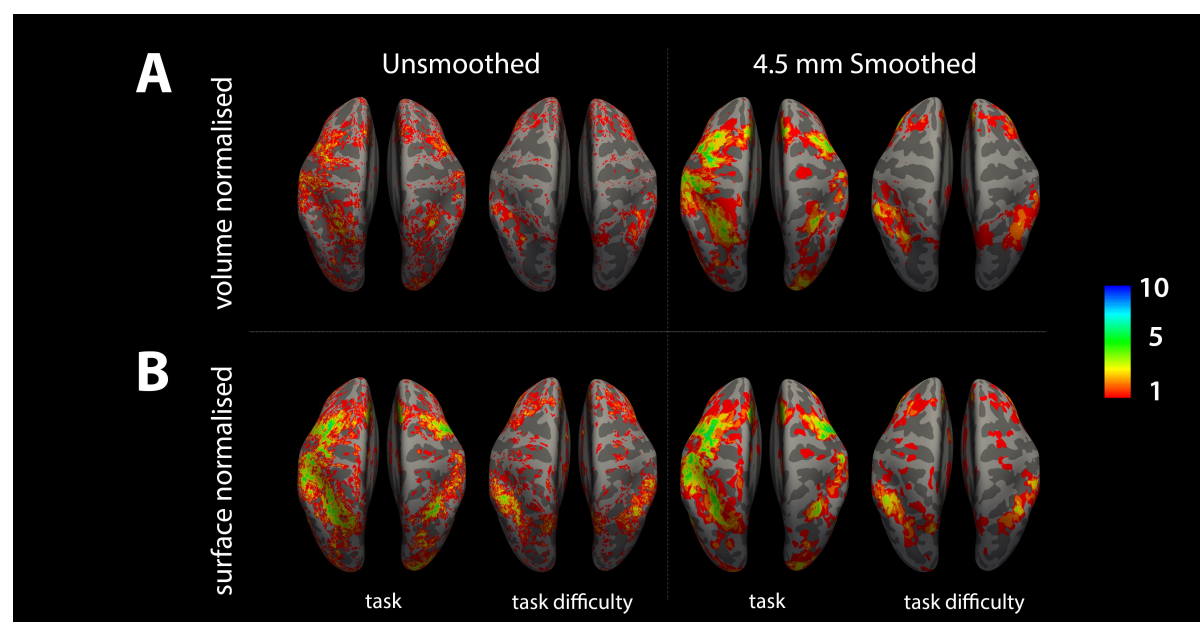 A
Unsmoothed
4.5 mm Smoothed
volume normalised
10
5
1
B
surface normalised
task
task difficulty
task
task difficulty